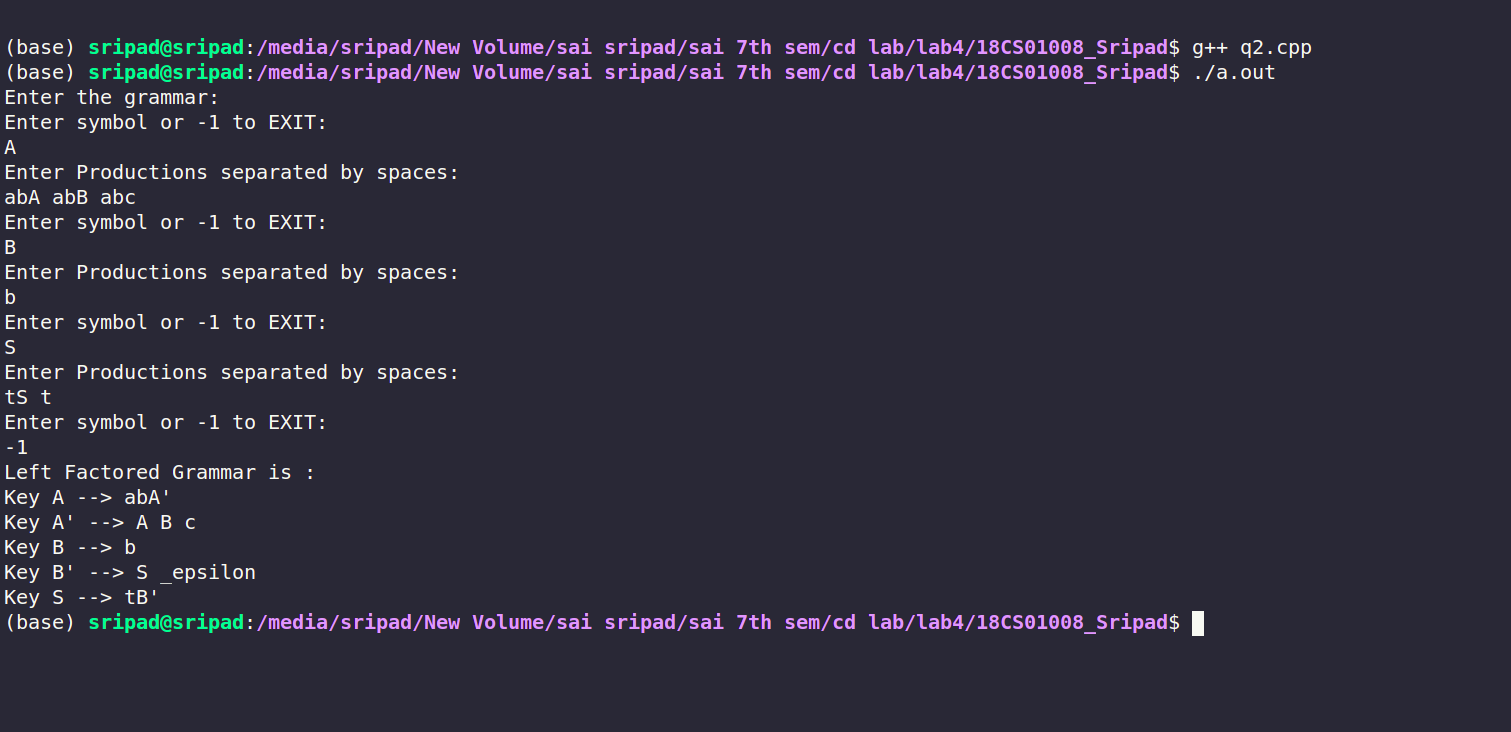 (base) sripad@sripad:/media/sripad/New Volume/sai sripad/sai 7th sem/cd lab/lab4/18CS01008_Sripad$ g++ q2.cpp
(base) sripad@sripad:/media/sripad/New Volume/sai sripad/sai 7th sem/cd lab/lab4/18CS01008_Sripad$ ./a.out
Enter the grammar:
Enter symbol or -1 to EXIT:
A
Enter Productions separated by spaces:
abA abB abc
Enter symbol or -1 to EXIT:
B
Enter Productions separated by spaces:
b
Enter symbol or -1 to EXIT:
S
Enter Productions separated by spaces:
tS t
Enter symbol or -1 to EXIT:
-1
Left Factored Grammar is :
Key A --> abA'
Key A' --> A B c
Key B --> b
Key B' --> S _epsilon
Key S --> tB'
(base) sripad@sripad:/media/sripad/New Volume/sai sripad/sai 7th sem/cd lab/lab4/18CS01008_Sripad$